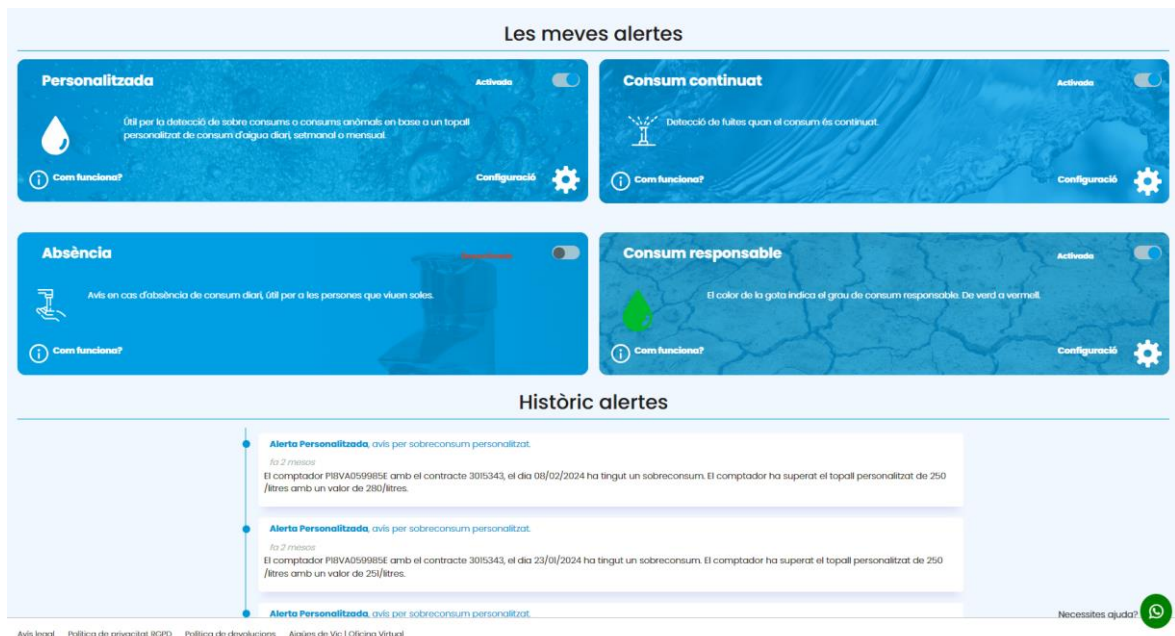 Les meves alertes
Personalitzada
Activada
Útil per la detecció de sobre consums o consums anòmals en base a un topall
personalitzat de consum d'aigua diari, setmanal o mensual.
Com funciona?
Configuració
Consum continuat
Activada
Detecció de fuites quan el consum és continuat.
Com funciona?
Configuració
Absència
Avís en cas d'absència de consum diari, útil per a les persones que viuen soles.
Com funciona?
Consum responsable
Activada
El color de la gota indica el grau de consum responsable. De verd a vermell.
Com funciona?
Configuració
Històric alertes
Alerta Personalitzada, avís per sobreconsum personalitzat.
fa 2 mesos
El comptador P18VA059985E amb el contracte 3015343, el dia 08/02/2024 ha tingut un sobreconsum. El comptador ha superat el topall personalitzat de 250
/litres amb un valor de 280/litres.
Alerta Personalitzada, avís per sobreconsum personalitzat.
fa 2 mesos
El comptador P18VA059985E amb el contracte 3015343, el dia 23/01/2024 ha tingut un sobreconsum. El comptador ha superat el topall personalitzat de 250
/litres amb un valor de 251/litres.
Alerta Personalitzada, avís per sobreconsum personalitzat.
Necessites ajuda?
Avís legal Política de privacitat RGPD Política de devolucions Aigües de Vic | Oficina Virtual